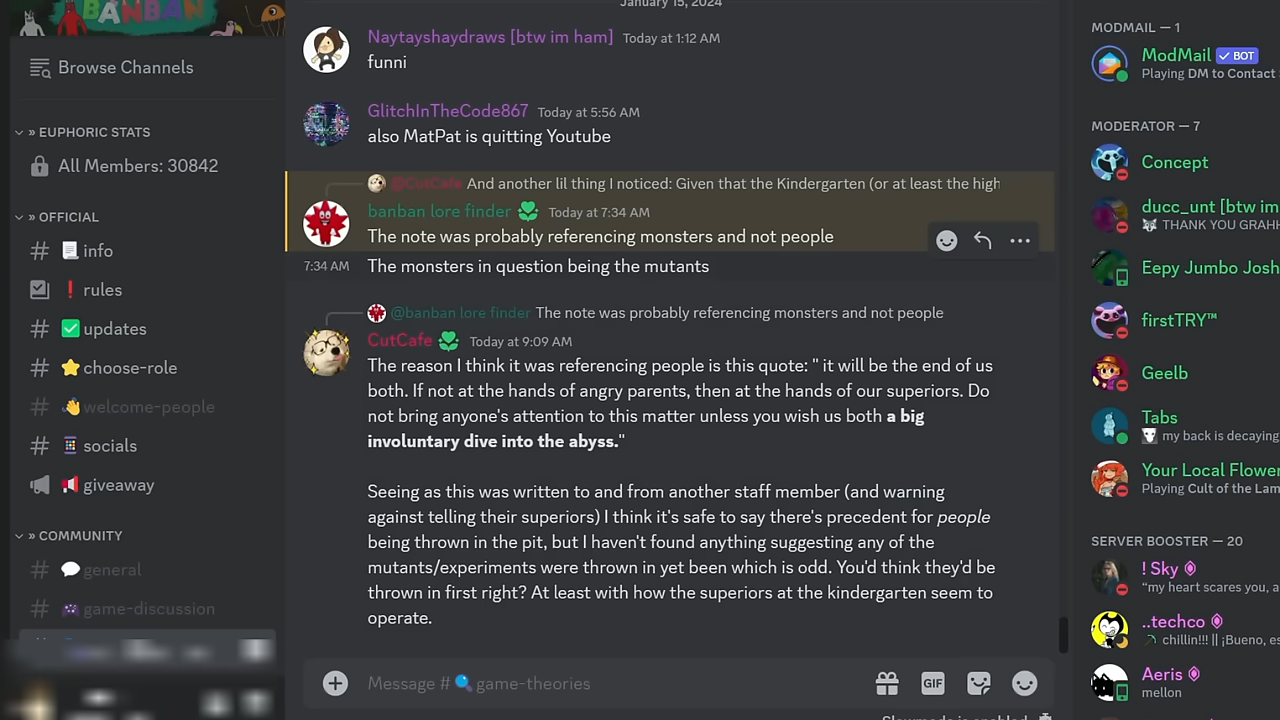 BANBAN
Browse Channels
» EUPHORIC STATS
All Members: 30842
» OFFICIAL
# info
rules
# updates
# choose-role
# welcome-people
# socials
giveaway
» COMMUNITY
# general
# game-discussion
January 15, 2024
Naytayshaydraws [btw im ham] Today at 1:12 AM
funni
GlitchInTheCode867 Today at 5:56 AM
also MatPat is quitting Youtube
@CutCafe And another lil thing I noticed: Given that the Kindergarten (or at least the high
banban lore finder Today at 7:34 AM
The note was probably referencing monsters and not people
7:34 AM The monsters in question being the mutants
@banban lore finder The note was probably referencing monsters and not people
CutCafe Today at 9:09 AM
The reason I think it was referencing people is this quote: " it will be the end of us
both. If not at the hands of angry parents, then at the hands of our superiors. Do
not bring anyone's attention to this matter unless you wish us both a big
involuntary dive into the abyss."
Seeing as this was written to and from another staff member (and warning
against telling their superiors) I think it's safe to say there's precedent for people
being thrown in the pit, but I haven't found anything suggesting any of the
mutants/experiments were thrown in yet been which is odd. You'd think they'd be
thrown in first right? At least with how the superiors at the kindergarten seem to
operate.
Message # game-theories
GIF
Slowmode is enabled
MODMAIL — 1
ModMail BOT
Playing DM to Contact
MODERATOR — 7
Concept
ducc_unt [btw im
THANK YOU GRAHH
Eepy Jumbo Josh
firstTRY™
Geelb
Tabs
my back is decaying
Your Local Flower
Playing Cult of the Lam
SERVER BOOSTER — 20
! Sky
"my heart scares you, a
..techco
chillin!!! || ¡Bueno, es
Aeris
mellon